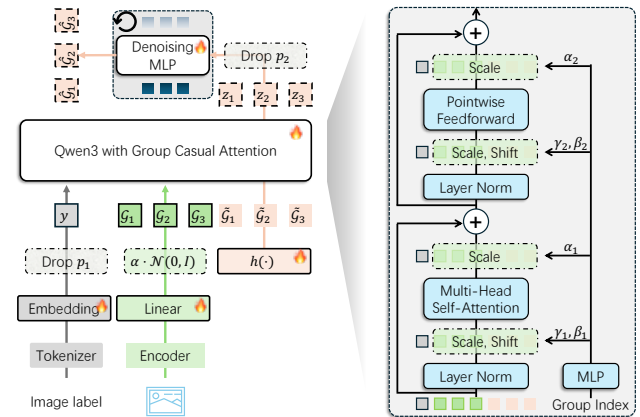 𝒢̂₃
𝒢̂₂
𝒢̂₁
Denoising
MLP
Drop p₂
z₁ z₂ z₃
Qwen3 with Group Casual Attention
y 𝒢₁ 𝒢₂ 𝒢₃ 𝒢̃₁ 𝒢̃₂ 𝒢̃₃
Drop p₁ α · 𝒩(0, I) h(·)
Embedding Linear
Tokenizer Encoder
Image label
Scale α₂
Pointwise
Feedforward
Scale, Shift γ₂, β₂
Layer Norm
Scale α₁
Multi-Head
Self-Attention
Scale, Shift γ₁, β₁
Layer Norm MLP
Group Index